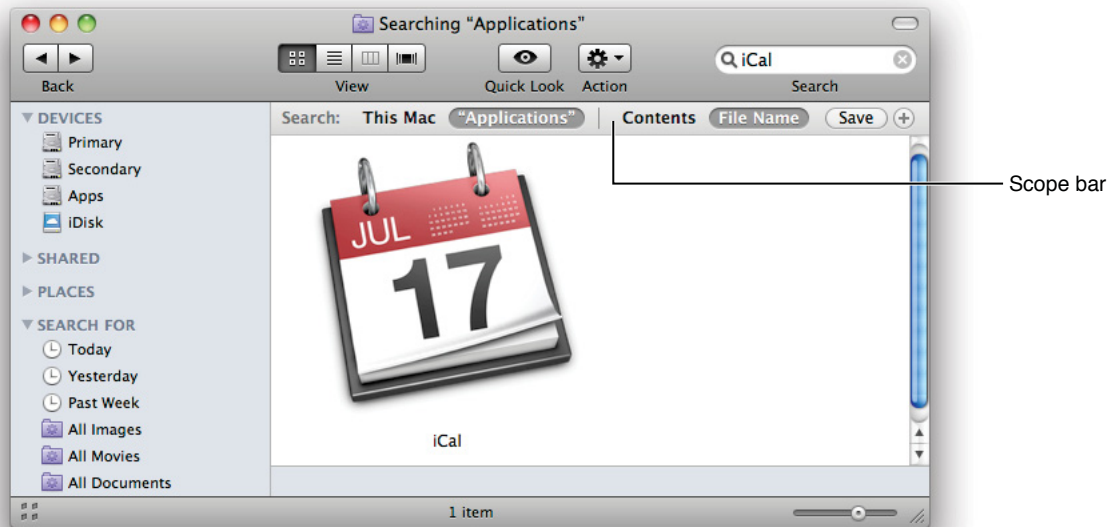 Searching “Applications”
iCal
Back
View
Quick Look
Action
Search
DEVICES
Primary
Secondary
Apps
iDisk
SHARED
PLACES
SEARCH FOR
Today
Yesterday
Past Week
All Images
All Movies
All Documents
Search: This Mac “Applications” Contents File Name Save
JUL
17
iCal
1 item
Scope bar